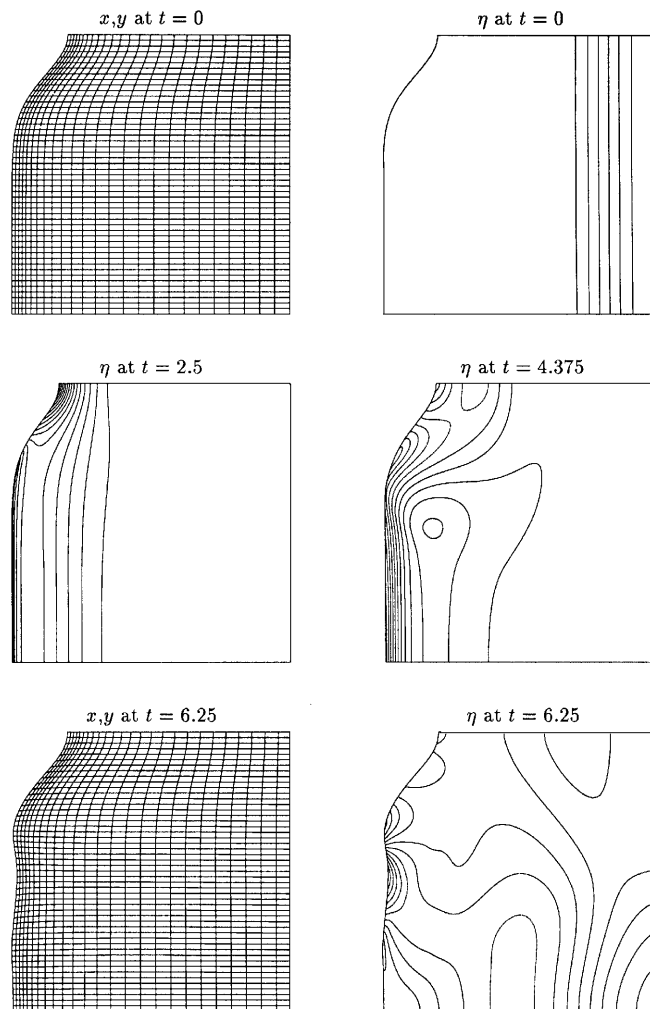 x,y at t = 0
η at t = 0
η at t = 2.5
η at t = 4.375
x,y at t = 6.25
η at t = 6.25